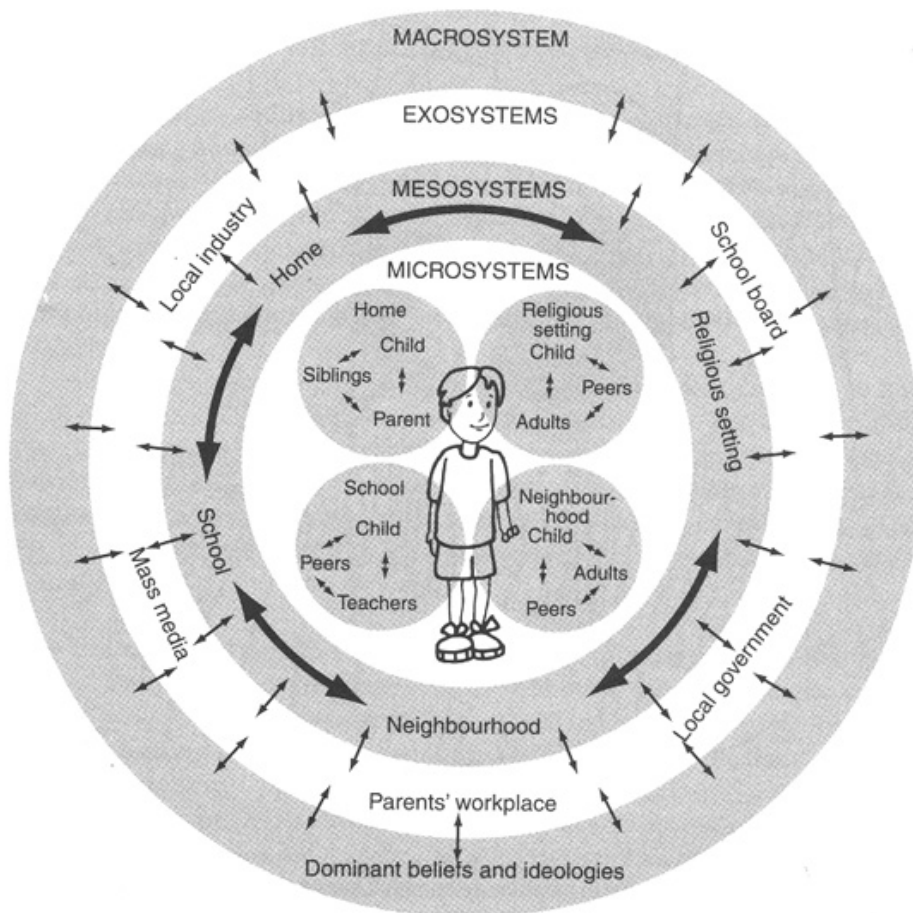 MACROSYSTEM
EXOSYSTEMS
MESOSYSTEMS
MICROSYSTEMS
Local industry
Home
School board
Religious setting
Home
Child
Siblings
Parent
Religious
setting
Child
Peers
Adults
School
Child
Peers
Teachers
Neighbour-
hood
Child
Adults
Peers
School
Mass media
Neighbourhood
Local government
Parents' workplace
Dominant beliefs and ideologies